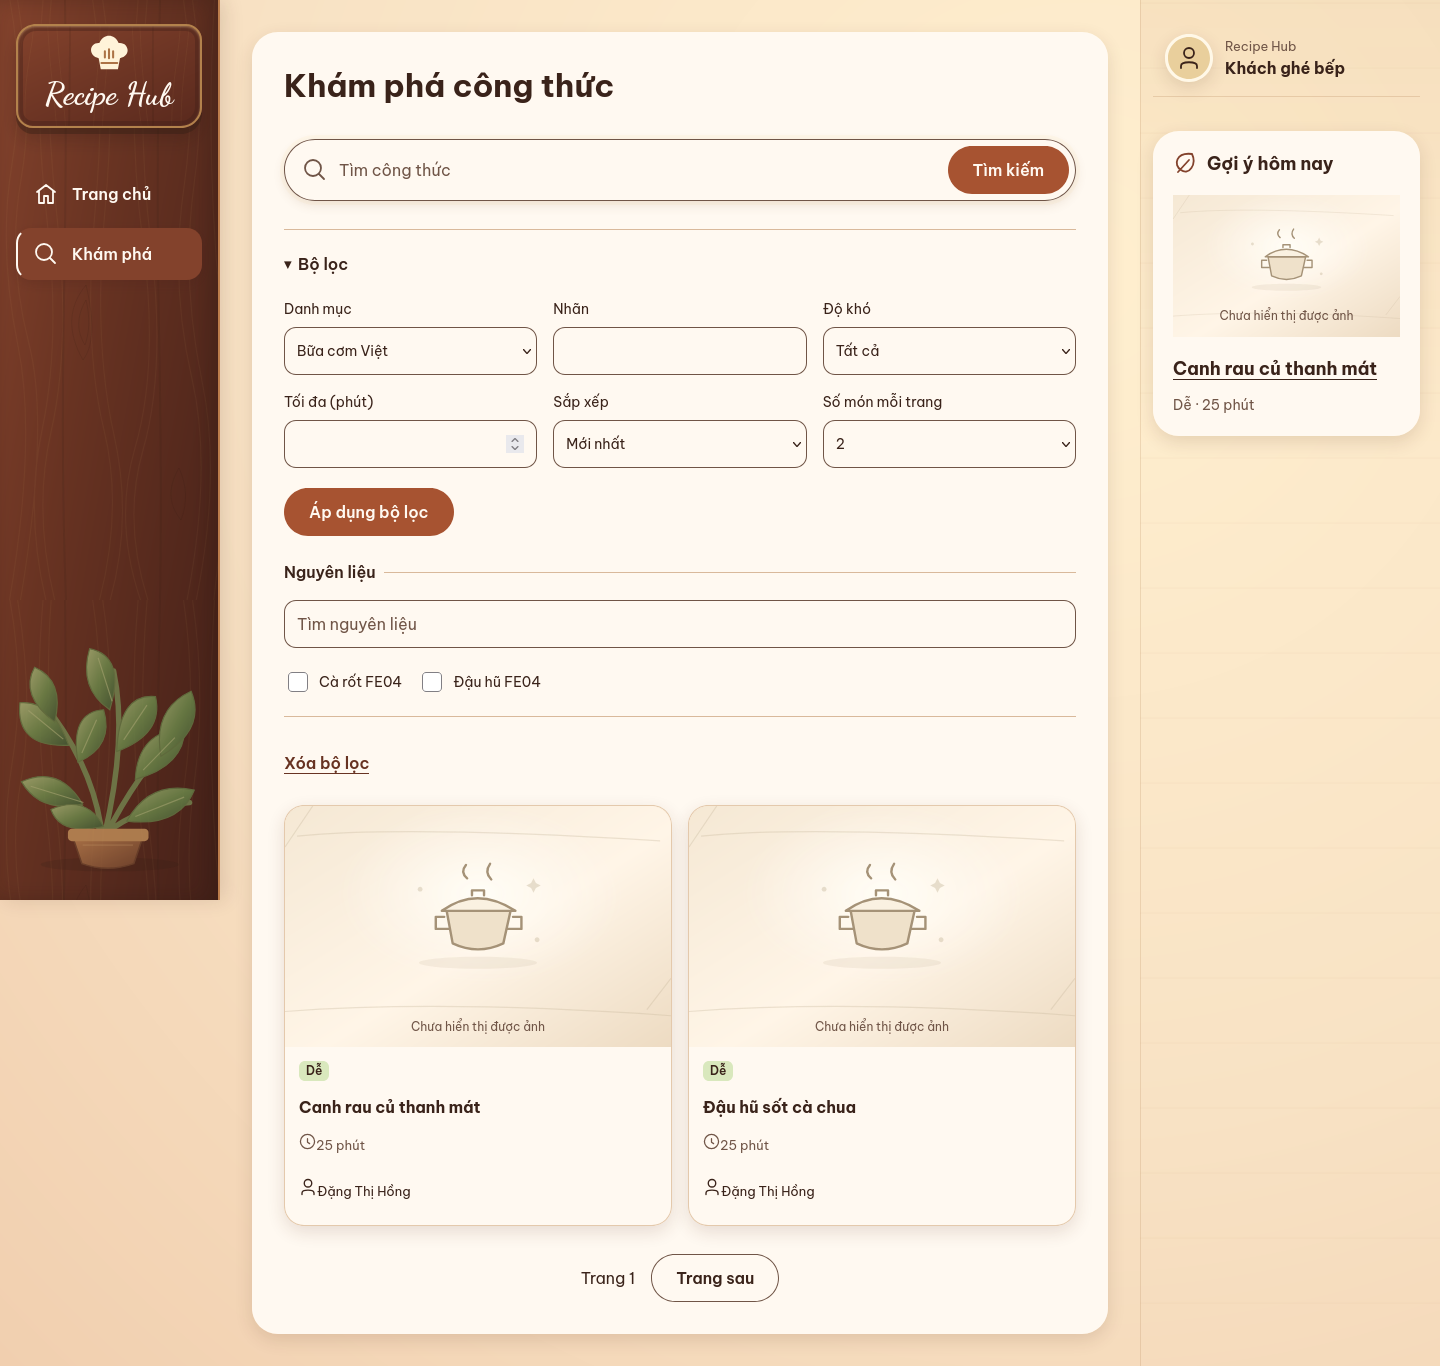 Recipe Hub
Trang chủ
Khám phá
Khám phá công thức
Tìm công thức
Tìm kiếm
Bộ lọc
Danh mục
Nhãn
Độ khó
Bữa cơm Việt
Tất cả
Tối đa (phút)
Sắp xếp
Số món mỗi trang
Mới nhất
2
Áp dụng bộ lọc
Nguyên liệu
Tìm nguyên liệu
Cà rốt FE04
Đậu hũ FE04
Xóa bộ lọc
Chưa hiển thị được ảnh
Dễ
Canh rau củ thanh mát
25 phút
Đặng Thị Hồng
Chưa hiển thị được ảnh
Dễ
Đậu hũ sốt cà chua
25 phút
Đặng Thị Hồng
Trang 1
Trang sau
Recipe Hub
Khách ghé bếp
Gợi ý hôm nay
Chưa hiển thị được ảnh
Canh rau củ thanh mát
Dễ · 25 phút